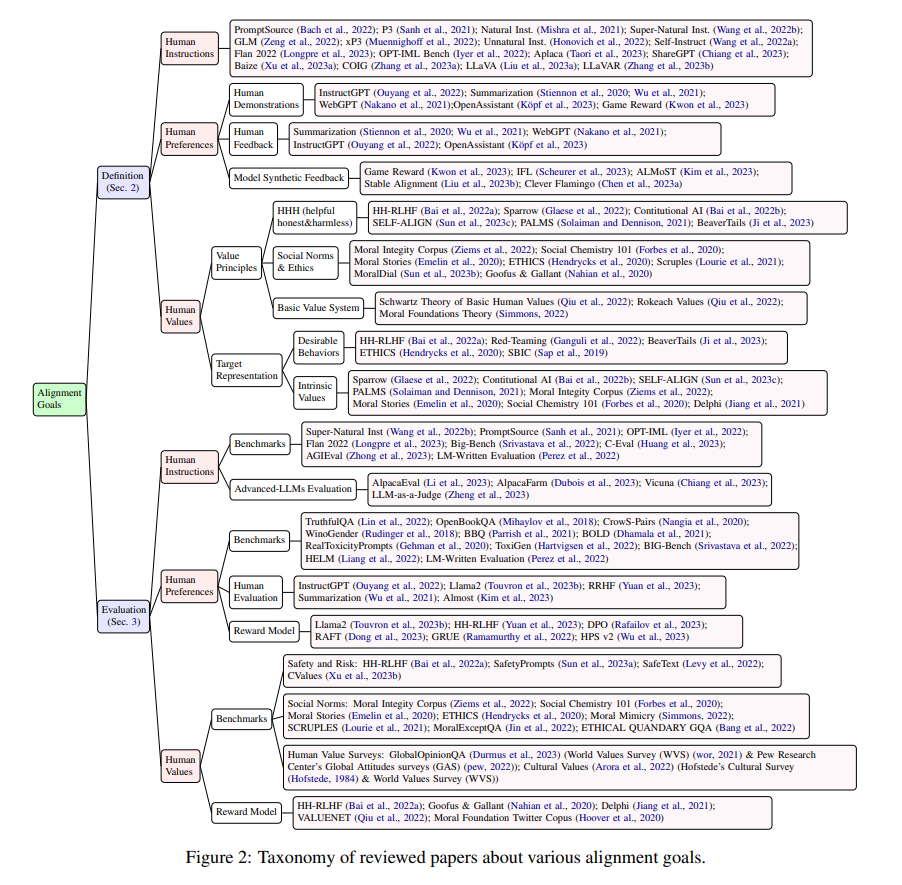 Alignment
Goals
Definition
(Sec. 2)
Human
Instructions
PromptSource (Bach et al., 2022); P3 (Sanh et al., 2021); Natural Inst. (Mishra et al., 2021); Super-Natural Inst. (Wang et al., 2022b);
GLM (Zeng et al., 2022); xP3 (Muennighoff et al., 2022); Unnatural Inst. (Honovich et al., 2022); Self-Instruct (Wang et al., 2022a);
Flan 2022 (Longpre et al., 2023); OPT-IML Bench (Iyer et al., 2022); Aplaca (Taori et al., 2023); ShareGPT (Chiang et al., 2023);
Baize (Xu et al., 2023a); COIG (Zhang et al., 2023a); LLaVA (Liu et al., 2023a); LLaVAR (Zhang et al., 2023b)
Human
Preferences
Human
Demonstrations
InstructGPT (Ouyang et al., 2022); Summarization (Stiennon et al., 2020; Wu et al., 2021);
WebGPT (Nakano et al., 2021);OpenAssistant (Köpf et al., 2023); Game Reward (Kwon et al., 2023)
Human
Feedback
Summarization (Stiennon et al., 2020; Wu et al., 2021); WebGPT (Nakano et al., 2021);
InstructGPT (Ouyang et al., 2022); OpenAssistant (Köpf et al., 2023)
Model Synthetic Feedback
Game Reward (Kwon et al., 2023); IFL (Scheurer et al., 2023); ALMoST (Kim et al., 2023);
Stable Alignment (Liu et al., 2023b); Clever Flamingo (Chen et al., 2023a)
Human
Values
Value
Principles
HHH (helpful
honest&harmless)
HH-RLHF (Bai et al., 2022a); Sparrow (Glaese et al., 2022); Contitutional AI (Bai et al., 2022b);
SELF-ALIGN (Sun et al., 2023c); PALMS (Solaiman and Dennison, 2021); BeaverTails (Ji et al., 2023)
Social Norms
& Ethics
Moral Integrity Corpus (Ziems et al., 2022); Social Chemistry 101 (Forbes et al., 2020);
Moral Stories (Emelin et al., 2020); ETHICS (Hendrycks et al., 2020); Scruples (Lourie et al., 2021);
MoralDial (Sun et al., 2023b); Goofus & Gallant (Nahian et al., 2020)
Basic Value System
Schwartz Theory of Basic Human Values (Qiu et al., 2022); Rokeach Values (Qiu et al., 2022);
Moral Foundations Theory (Simmons, 2022)
Target
Representation
Desirable
Behaviors
HH-RLHF (Bai et al., 2022a); Red-Teaming (Ganguli et al., 2022); BeaverTails (Ji et al., 2023);
ETHICS (Hendrycks et al., 2020); SBIC (Sap et al., 2019)
Intrinsic
Values
Sparrow (Glaese et al., 2022); Contitutional AI (Bai et al., 2022b); SELF-ALIGN (Sun et al., 2023c);
PALMS (Solaiman and Dennison, 2021); Moral Integrity Corpus (Ziems et al., 2022);
Moral Stories (Emelin et al., 2020); Social Chemistry 101 (Forbes et al., 2020); Delphi (Jiang et al., 2021)
Evaluation
(Sec. 3)
Human
Instructions
Benchmarks
Super-Natural Inst (Wang et al., 2022b); PromptSource (Sanh et al., 2021); OPT-IML (Iyer et al., 2022);
Flan 2022 (Longpre et al., 2023); Big-Bench (Srivastava et al., 2022); C-Eval (Huang et al., 2023);
AGIEval (Zhong et al., 2023); LM-Written Evaluation (Perez et al., 2022)
Advanced-LLMs Evaluation
AlpacaEval (Li et al., 2023); AlpacaFarm (Dubois et al., 2023); Vicuna (Chiang et al., 2023);
LLM-as-a-Judge (Zheng et al., 2023)
Human
Preferences
Benchmarks
TruthfulQA (Lin et al., 2022); OpenBookQA (Mihaylov et al., 2018); CrowS-Pairs (Nangia et al., 2020);
WinoGender (Rudinger et al., 2018); BBQ (Parrish et al., 2021); BOLD (Dhamala et al., 2021);
RealToxicityPrompts (Gehman et al., 2020); ToxiGen (Hartvigsen et al., 2022); BIG-Bench (Srivastava et al., 2022);
HELM (Liang et al., 2022); LM-Written Evaluation (Perez et al., 2022)
Human
Evaluation
InstructGPT (Ouyang et al., 2022); Llama2 (Touvron et al., 2023b); RRHF (Yuan et al., 2023);
Summarization (Wu et al., 2021); Almost (Kim et al., 2023)
Reward Model
Llama2 (Touvron et al., 2023b); HH-RLHF (Yuan et al., 2023); DPO (Rafailov et al., 2023);
RAFT (Dong et al., 2023); GRUE (Ramamurthy et al., 2022); HPS v2 (Wu et al., 2023)
Human
Values
Benchmarks
Safety and Risk: HH-RLHF (Bai et al., 2022a); SafetyPrompts (Sun et al., 2023a); SafeText (Levy et al., 2022);
CValues (Xu et al., 2023b)
Social Norms: Moral Integrity Corpus (Ziems et al., 2022); Social Chemistry 101 (Forbes et al., 2020);
Moral Stories (Emelin et al., 2020); ETHICS (Hendrycks et al., 2020); Moral Mimicry (Simmons, 2022);
SCRUPLES (Lourie et al., 2021); MoralExceptQA (Jin et al., 2022); ETHICAL QUANDARY GQA (Bang et al., 2022)
Human Value Surveys: GlobalOpinionQA (Durmus et al., 2023) (World Values Survey (WVS) (wor, 2021) & Pew Research
Center's Global Attitudes surveys (GAS) (pew, 2022)); Cultural Values (Arora et al., 2022) (Hofstede's Cultural Survey
(Hofstede, 1984) & World Values Survey (WVS))
Reward Model
HH-RLHF (Bai et al., 2022a); Goofus & Gallant (Nahian et al., 2020); Delphi (Jiang et al., 2021);
VALUENET (Qiu et al., 2022); Moral Foundation Twitter Copus (Hoover et al., 2020)
Figure 2: Taxonomy of reviewed papers about various alignment goals.